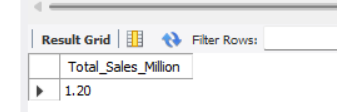 Result Grid Filter Rows:
Total_Sales_Million
1.20